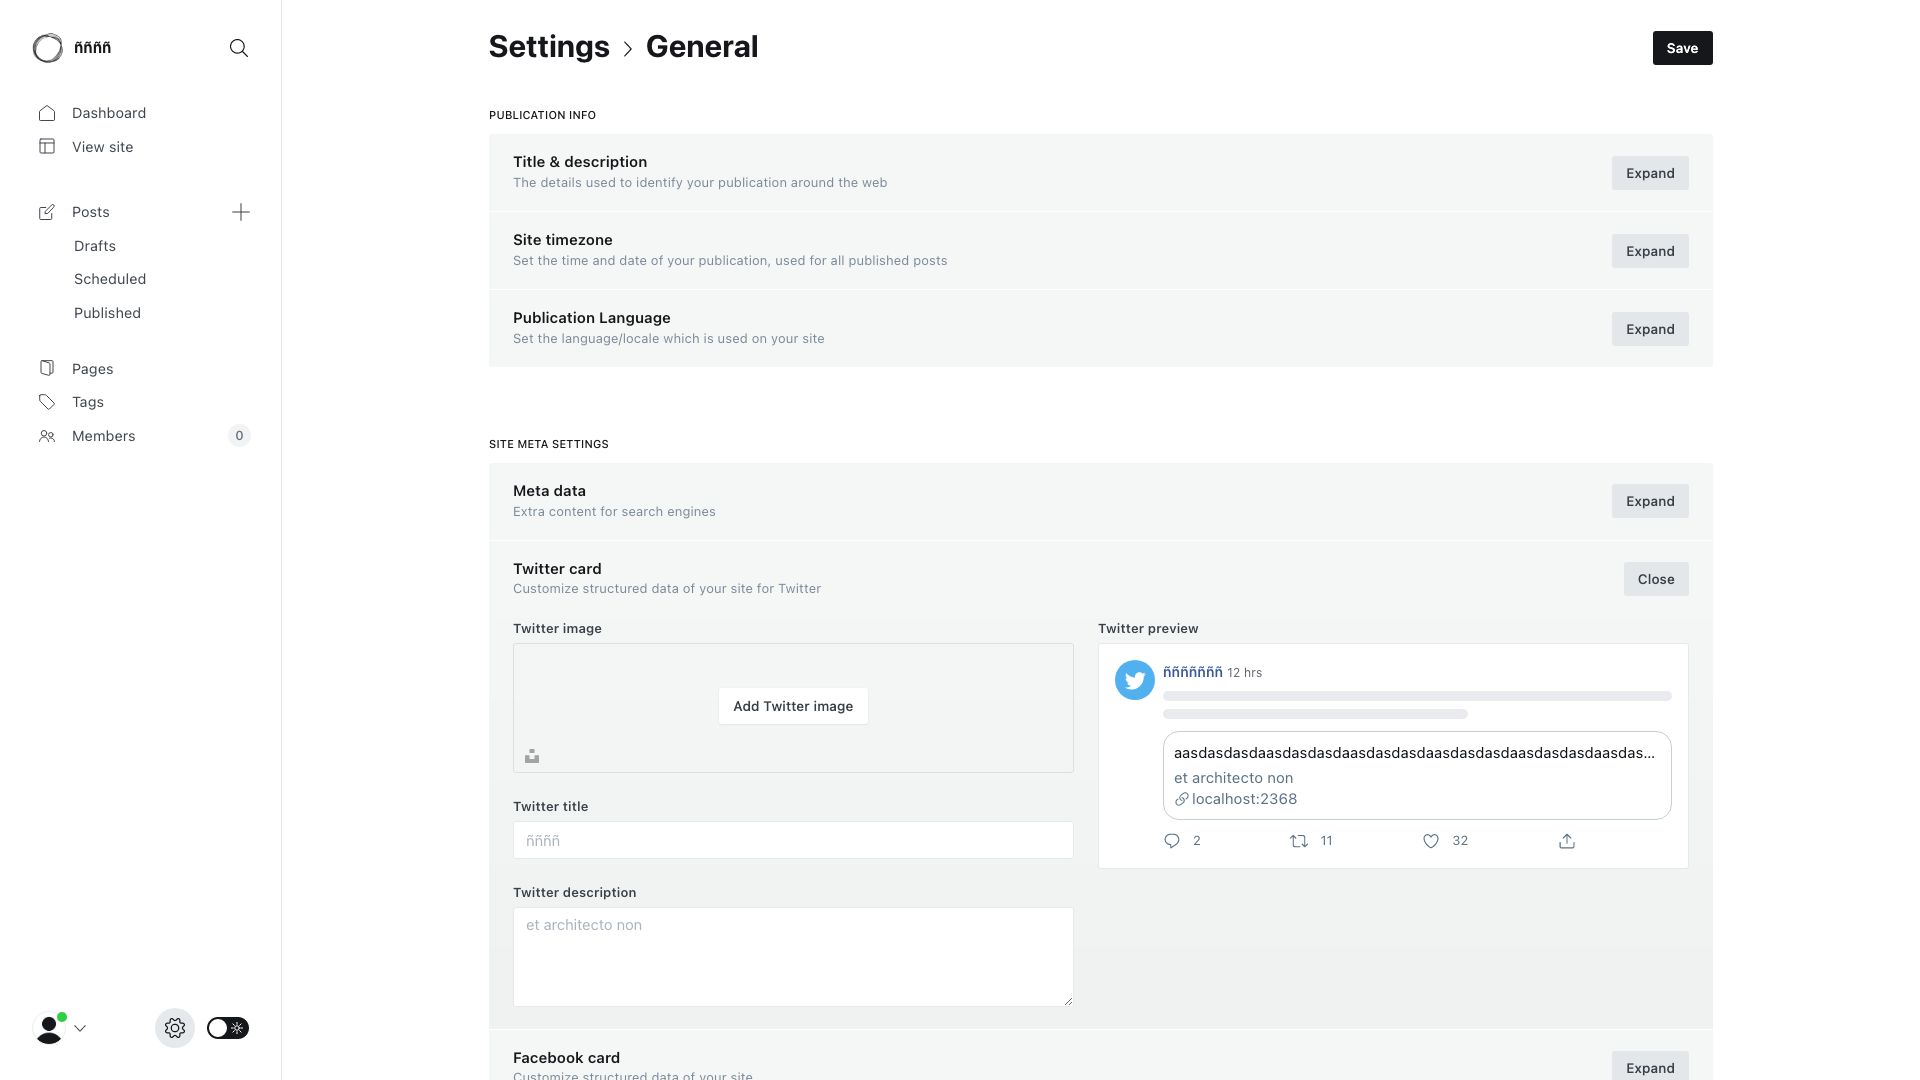 ññññ
Dashboard
View site
Posts
Drafts
Scheduled
Published
Pages
Tags
Members 0
Settings › General
Save
PUBLICATION INFO
Title & description
The details used to identify your publication around the web
Expand
Site timezone
Set the time and date of your publication, used for all published posts
Expand
Publication Language
Set the language/locale which is used on your site
Expand
SITE META SETTINGS
Meta data
Extra content for search engines
Expand
Twitter card
Customize structured data of your site for Twitter
Close
Twitter image
Add Twitter image
Twitter title
ññññ
Twitter description
et architecto non
Twitter preview
ñññññññ 12 hrs
aasdasdasdaasdasdasdaasdasdasdaasdasdasdaasdasdasdaasdas...
et architecto non
localhost:2368
2 11 32
Facebook card
Customize structured data of your site
Expand